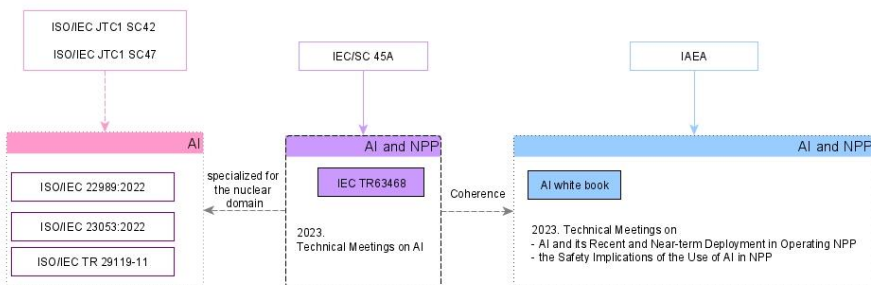 ISO/IEC JTC1 SC42
ISO/IEC JTC1 SC47
IEC/SC 45A
IAEA
AI
AI and NPP
AI and NPP
ISO/IEC 22989:2022
ISO/IEC 23053:2022
ISO/IEC TR 29119-11
specialized for
the nuclear
domain
IEC TR63468
2023.
Technical Meetings on AI
Coherence
AI white book
2023. Technical Meetings on
- AI and its Recent and Near-term Deployment in Operating NPP
- the Safety Implications of the Use of AI in NPP